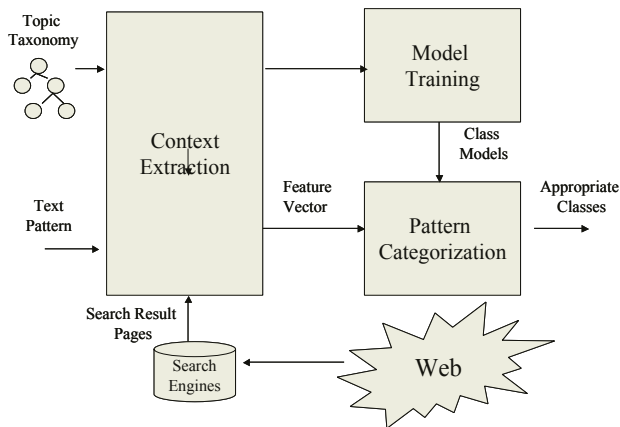 Topic
Taxonomy
Model
Training
Context
Extraction
Class
Models
Feature
Vector
Appropriate
Classes
Text
Pattern
Pattern
Categorization
Search Result
Pages
Search
Engines
Web